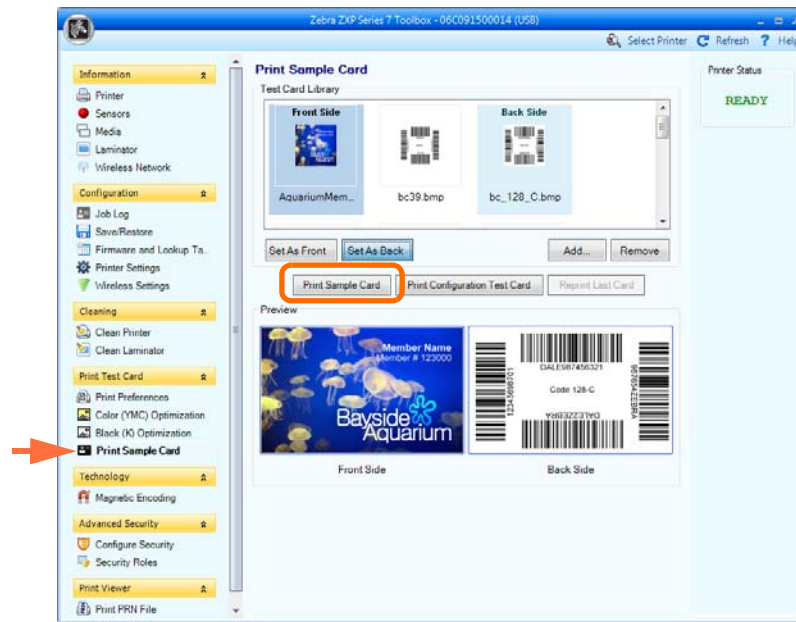 Zebra ZXP Series 7 Toolbox - 06C091500014 (USB)
Select Printer Refresh ? Help
Information
Printer
Sensors
Media
Laminator
Wireless Network
Configuration
Job Log
Save/Restore
Firmware and Lookup Ta...
Printer Settings
Wireless Settings
Cleaning
Clean Printer
Clean Laminator
Print Test Card
Print Preferences
Color (YMC) Optimization
Black (K) Optimization
Print Sample Card
Technology
Magnetic Encoding
Advanced Security
Configure Security
Security Roles
Print Viewer
Print PRN File
Print Sample Card
Test Card Library
Front Side
Back Side
AquariumMem...
bc39.bmp
bc_128_C.bmp
Set As Front
Set As Back
Add...
Remove
Print Sample Card
Print Configuration Test Card
Reprint Last Card
Preview
Member Name
Member # 123000
Bayside
Aquarium
Front Side
DALE987456321
Code 128-C
12345698701
987654ZEBRA
DALEZZEBRA
Back Side
Printer Status
READY